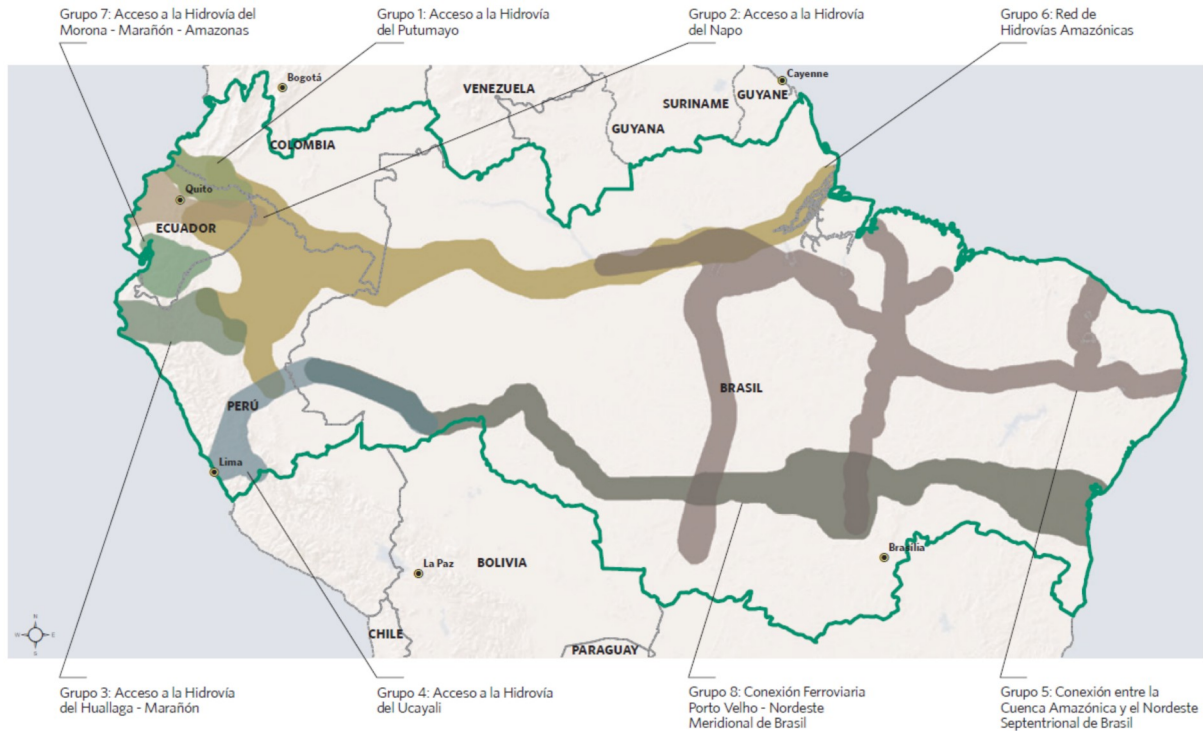 Grupo 7: Acceso a la Hidrovía del
Morona - Marañón - Amazonas
Grupo 1: Acceso a la Hidrovía
del Putumayo
Grupo 2: Acceso a la Hidrovía
del Napo
Grupo 6: Red de
Hidrovías Amazónicas
Bogotá
VENEZUELA
Cayenne
SURINAME
GUYANE
GUYANA
COLOMBIA
Quito
ECUADOR
BRASIL
PERÚ
Lima
Brasília
La Paz
BOLIVIA
CHILE
PARAGUAY
N
W
E
S
Grupo 3: Acceso a la Hidrovía
del Huallaga - Marañón
Grupo 4: Acceso a la Hidrovía
del Ucayali
Grupo 8: Conexión Ferroviaria
Porto Velho - Nordeste
Meridional de Brasil
Grupo 5: Conexión entre la
Cuenca Amazónica y el Nordeste
Septentrional de Brasil